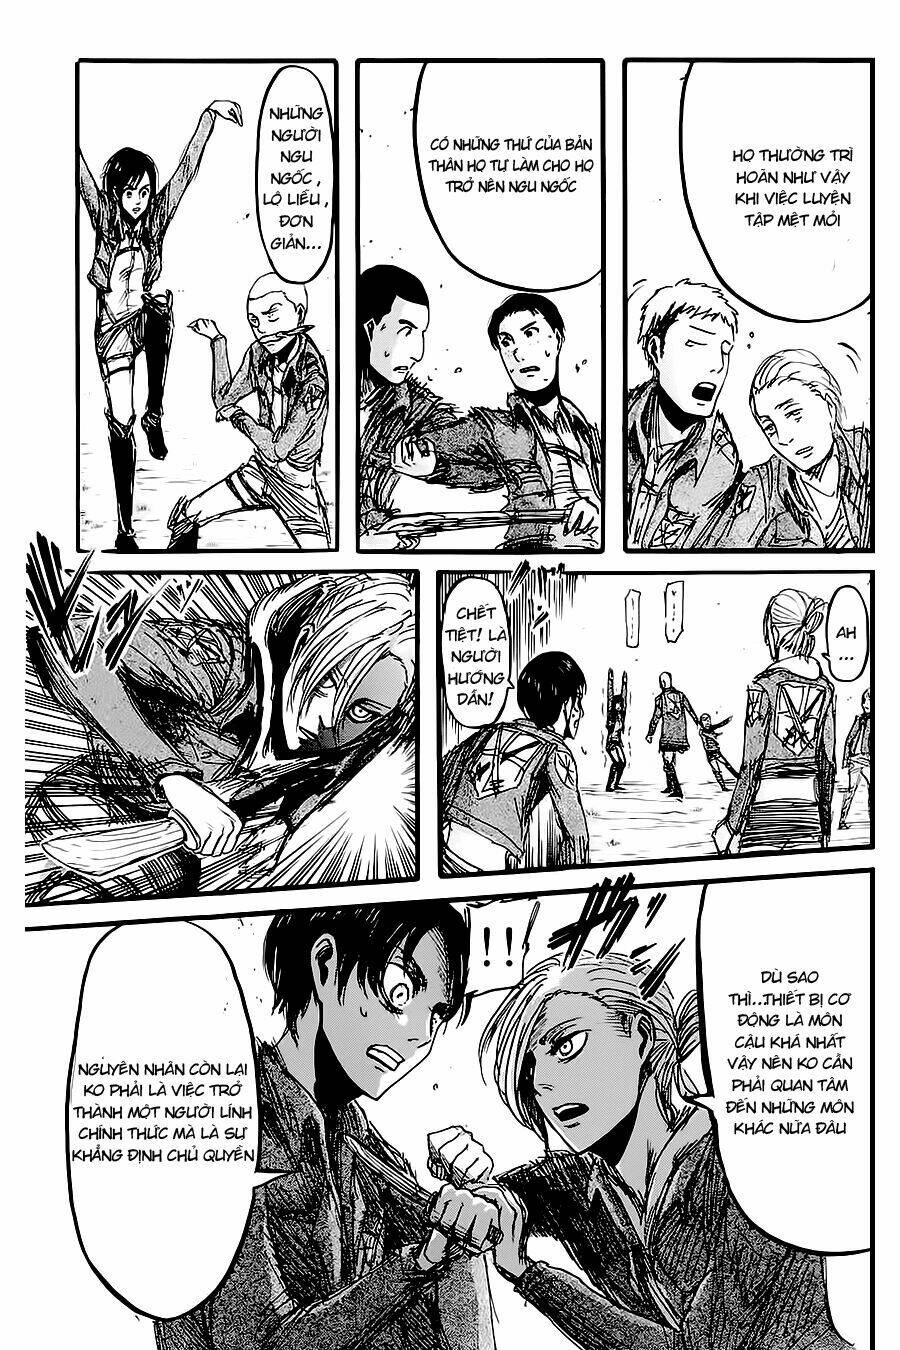 HỌ THƯỜNG TRÌ
HOÃN NHƯ VẬY
KHI VIỆC LUYỆN
TẬP MỆT MỎI
CÓ NHỮNG THỨ CỦA BẢN
THÂN HỌ TỰ LÀM CHO HỌ
TRỞ NÊN NGU NGỐC
NHỮNG
NGƯỜI
NGU
NGỐC ,
LỘ LIỄU ,
ĐƠN
GIẢN...
AH
...
CHẾT
TIỆT! LÀ
NGƯỜI
HƯỚNG
DẪN!
!!
DÙ SAO
THÌ...THIẾT BỊ CƠ
ĐỘNG LÀ MÔN
CẬU KHÁ NHẤT
VẬY NÊN KO CẦN
PHẢI QUAN TÂM
ĐẾN NHỮNG MÔN
KHÁC NỮA ĐÂU
NGUYÊN NHÂN CÒN LẠI
KO PHẢI LÀ VIỆC TRỞ
THÀNH MỘT NGƯỜI LÍNH
CHÍNH THỨC MÀ LÀ SỰ
KHẲNG ĐỊNH CHỦ QUYỀN